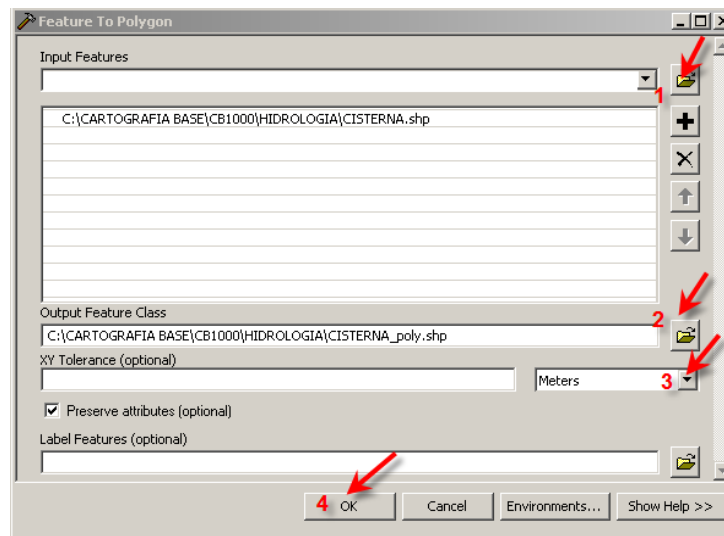 Feature To Polygon
Input Features
1
C:\CARTOGRAFIA BASE\CB1000\HIDROLOGIA\CISTERNA.shp
Output Feature Class
2
C:\CARTOGRAFIA BASE\CB1000\HIDROLOGIA\CISTERNA_poly.shp
XY Tolerance (optional)
Meters 3
Preserve attributes (optional)
Label Features (optional)
4 OK Cancel Environments... Show Help >>